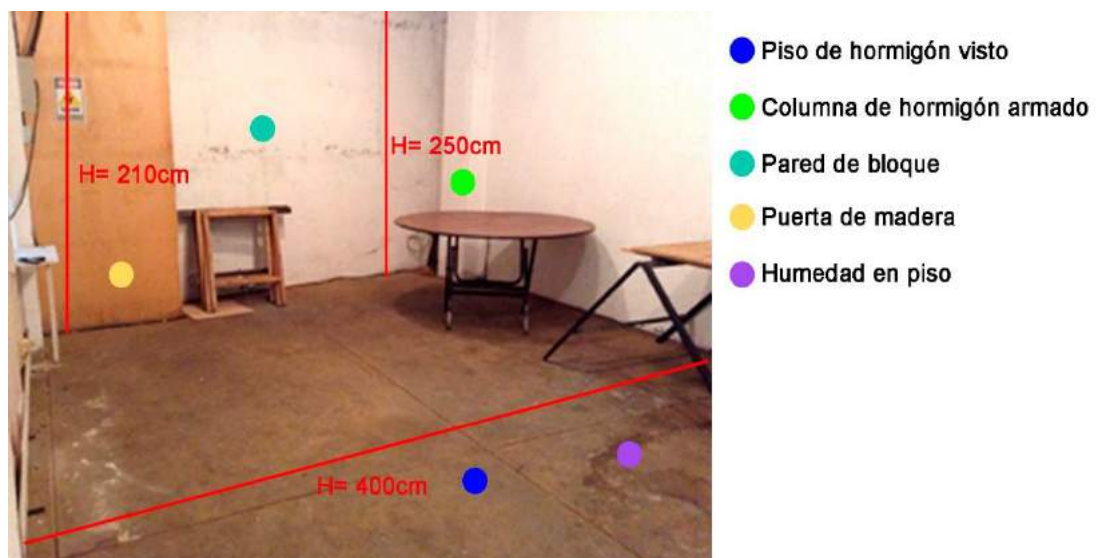 H= 210cm
H= 250cm
H= 400cm
Piso de hormigón visto
Columna de hormigón armado
Pared de bloque
Puerta de madera
Humedad en piso